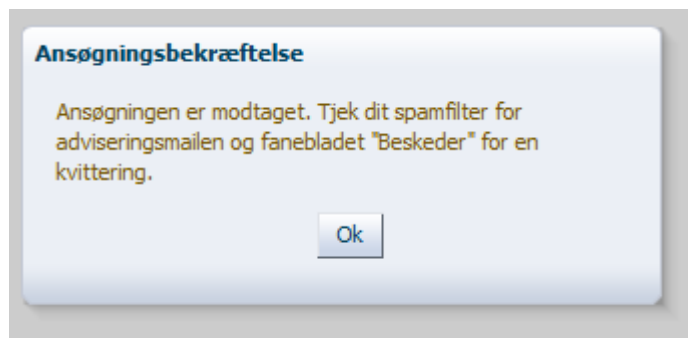 Ansøgningsbekræftelse
Ansøgningen er modtaget. Tjek dit spamfilter for
adviseringsmailen og fanebladet "Beskeder" for en
kvittering.
Ok